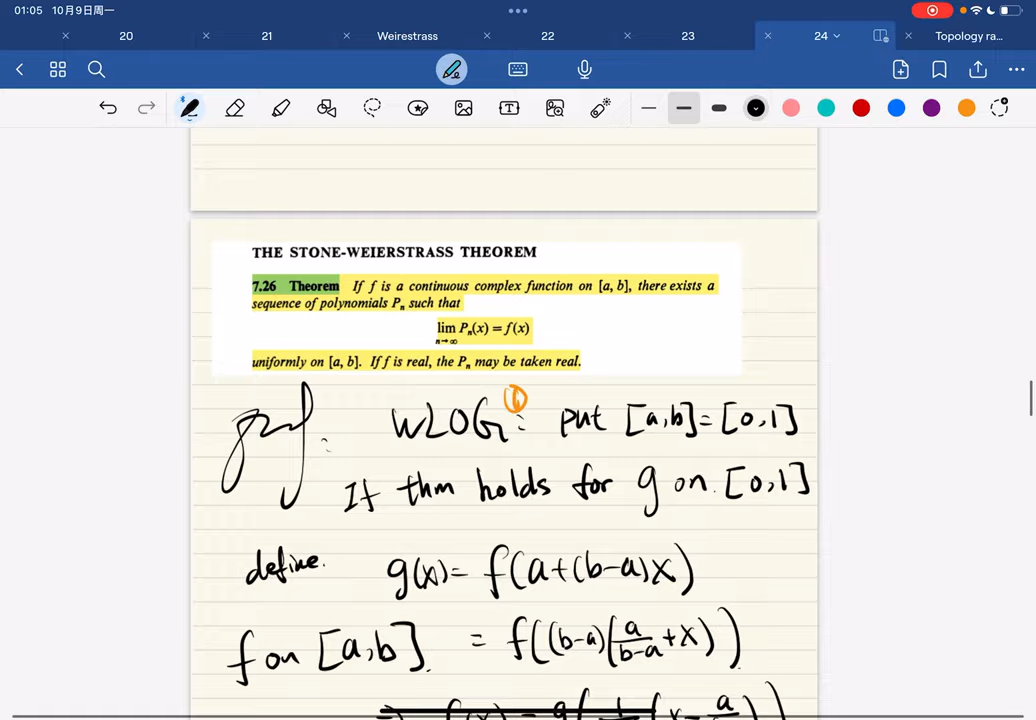 01:05 10月9日周一
20
21
Weirestrass
22
23
24
Topology ra...
THE STONE-WEIERSTRASS THEOREM
7.26 Theorem If f is a continuous complex function on [a, b], there exists a
sequence of polynomials Pₙ such that
lim Pₙ(x) = f(x)
n→∞
uniformly on [a, b]. If f is real, the Pₙ may be taken real.
prf: WLOG ①: put [a,b]=[0,1]
If thm holds for g on. [0,1]
define. g(x)= f(a+(b-a)x)
f on [a,b]. = f((b-a)(a/(b-a)+x))